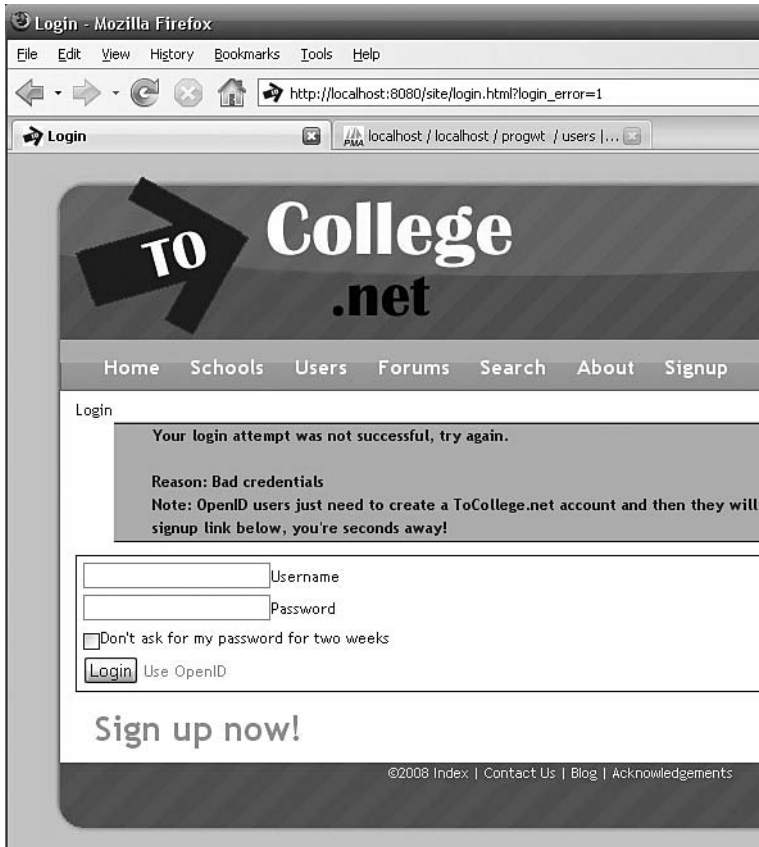 Login - Mozilla Firefox
File Edit View History Bookmarks Tools Help
http://localhost:8080/site/login.html?login_error=1
Login
PMA localhost / localhost / progwt / users |...
TO College
.net
Home Schools Users Forums Search About Signup
Login
Your login attempt was not successful, try again.
Reason: Bad credentials
Note: OpenID users just need to create a ToCollege.net account and then they will
signup link below, you're seconds away!
Username
Password
Don't ask for my password for two weeks
Login Use OpenID
Sign up now!
©2008 Index | Contact Us | Blog | Acknowledgements